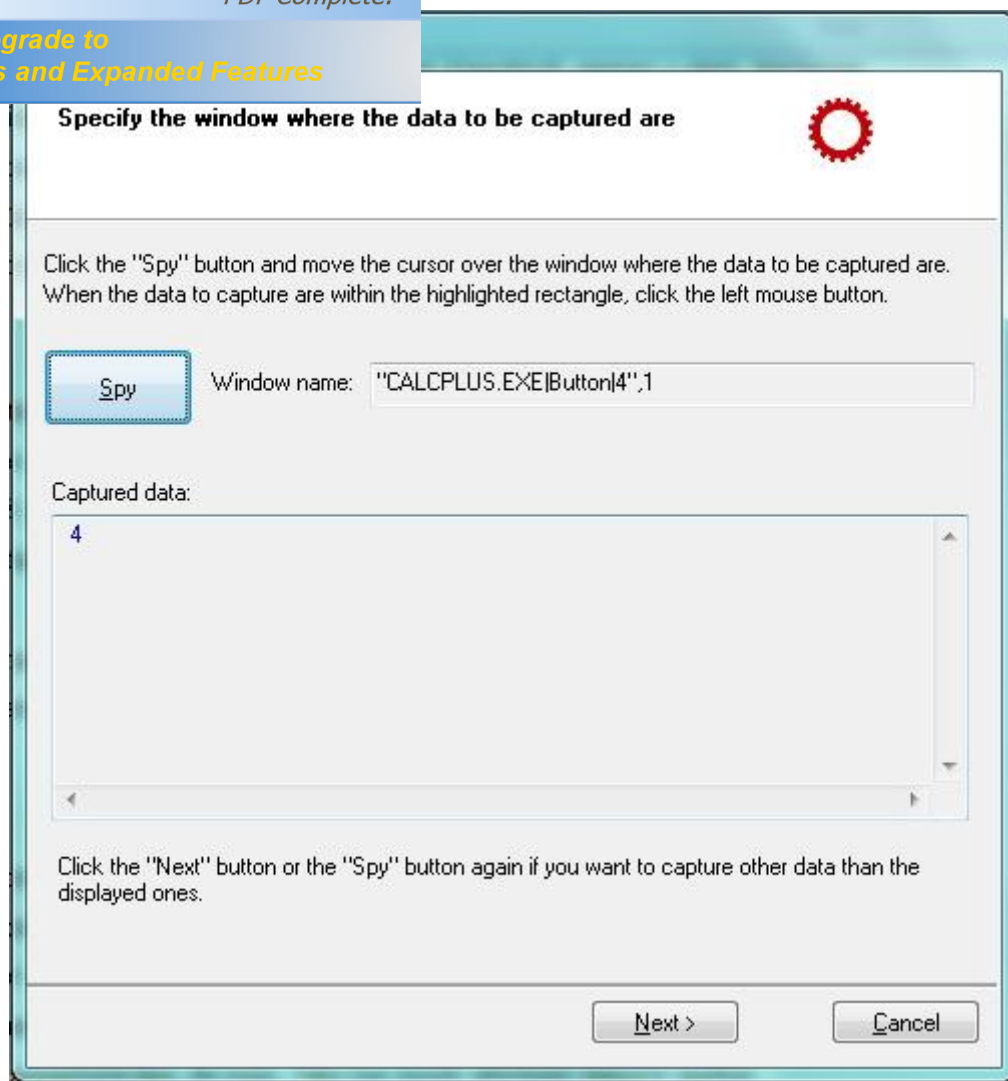 PDF Complete.
grade to
s and Expanded Features
Specify the window where the data to be captured are
Click the "Spy" button and move the cursor over the window where the data to be captured are.
When the data to capture are within the highlighted rectangle, click the left mouse button.
Spy
Window name:
"CALCPLUS.EXE|Button|4",1
Captured data:
4
Click the "Next" button or the "Spy" button again if you want to capture other data than the
displayed ones.
Next >
Cancel